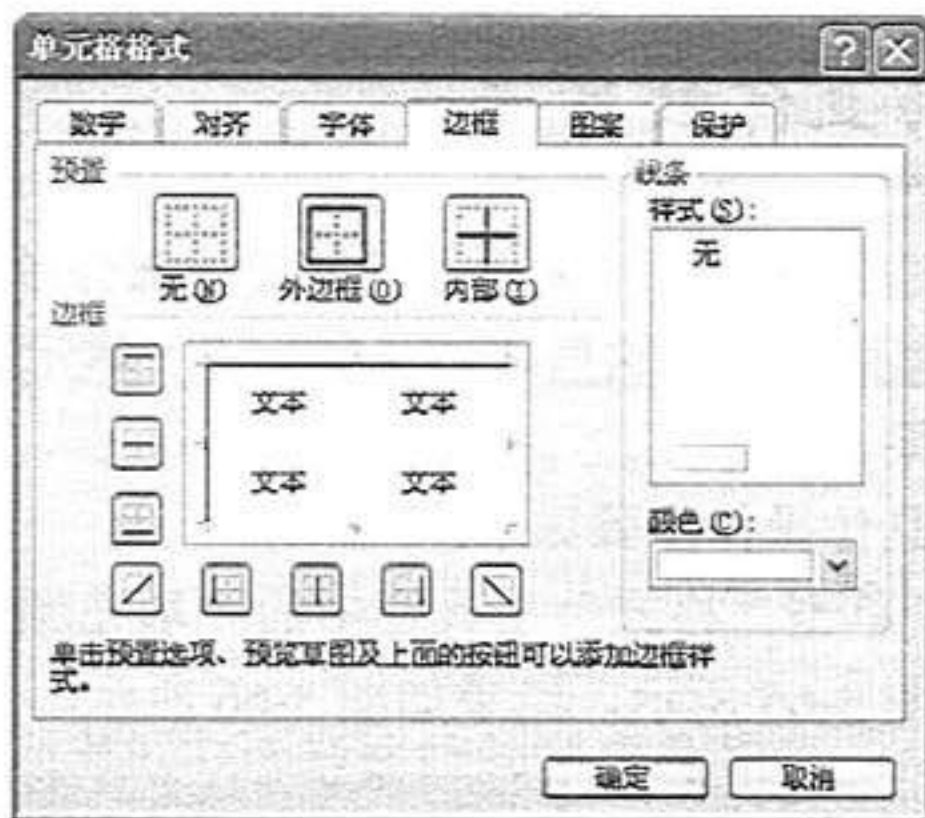 单元格格式
数字 对齐 字体 边框 图案 保护
预置
无(N) 外边框(O) 内部(I)
边框
文本 文本
文本 文本
线条
样式(S):
无
颜色(C):
单击预置选项、预览草图及上面的按钮可以添加边框样
式。
确定 取消